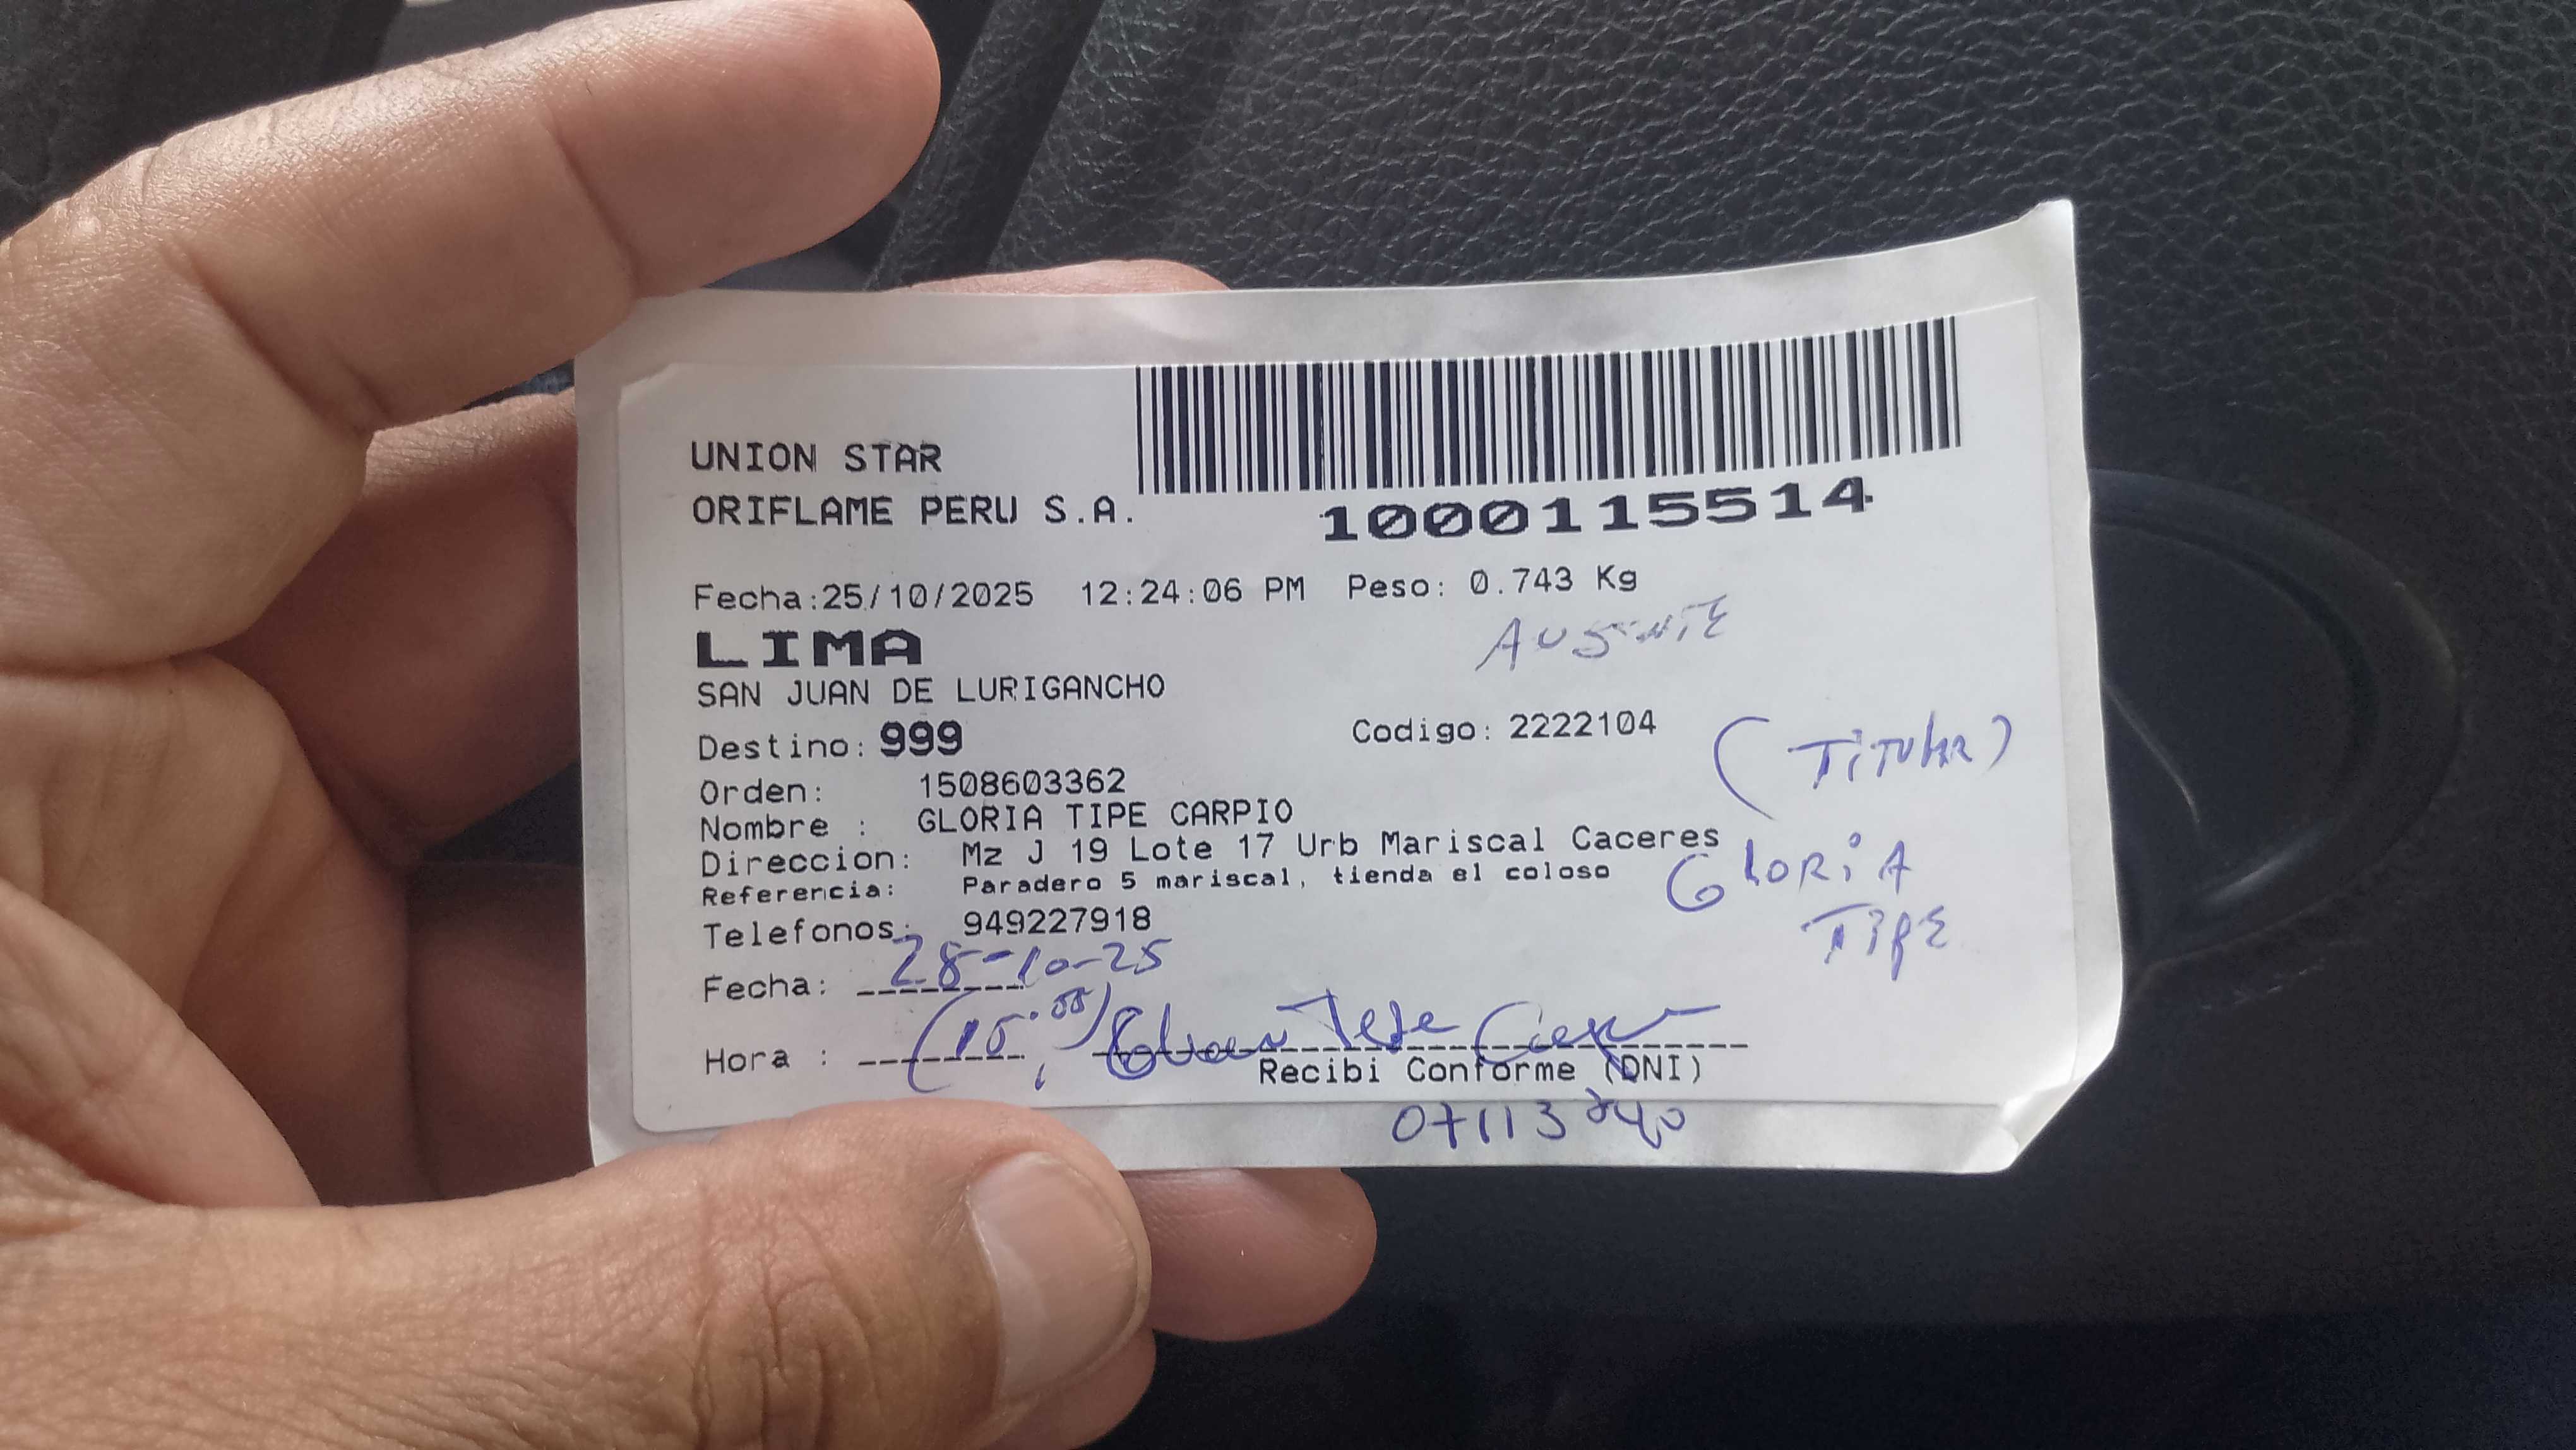 UNION STAR
ORIFLAME PERU S.A.
1000115514
Fecha:25/10/2025 12:24:06 PM Peso: 0.743 Kg
LIMA
AUSENTE
SAN JUAN DE LURIGANCHO
Destino: 999 Codigo: 2222104
(TiTULAR)
Orden: 1508603362
Nombre : GLORIA TIPE CARPIO
Direccion: Mz J 19 Lote 17 Urb Mariscal Caceres
Referencia: Paradero 5 mariscal, tienda el coloso
GLORiA
TiPE
Telefonos: 949227918
Fecha: 28-10-25
Hora : (15:55)
Recibi Conforme (DNI)